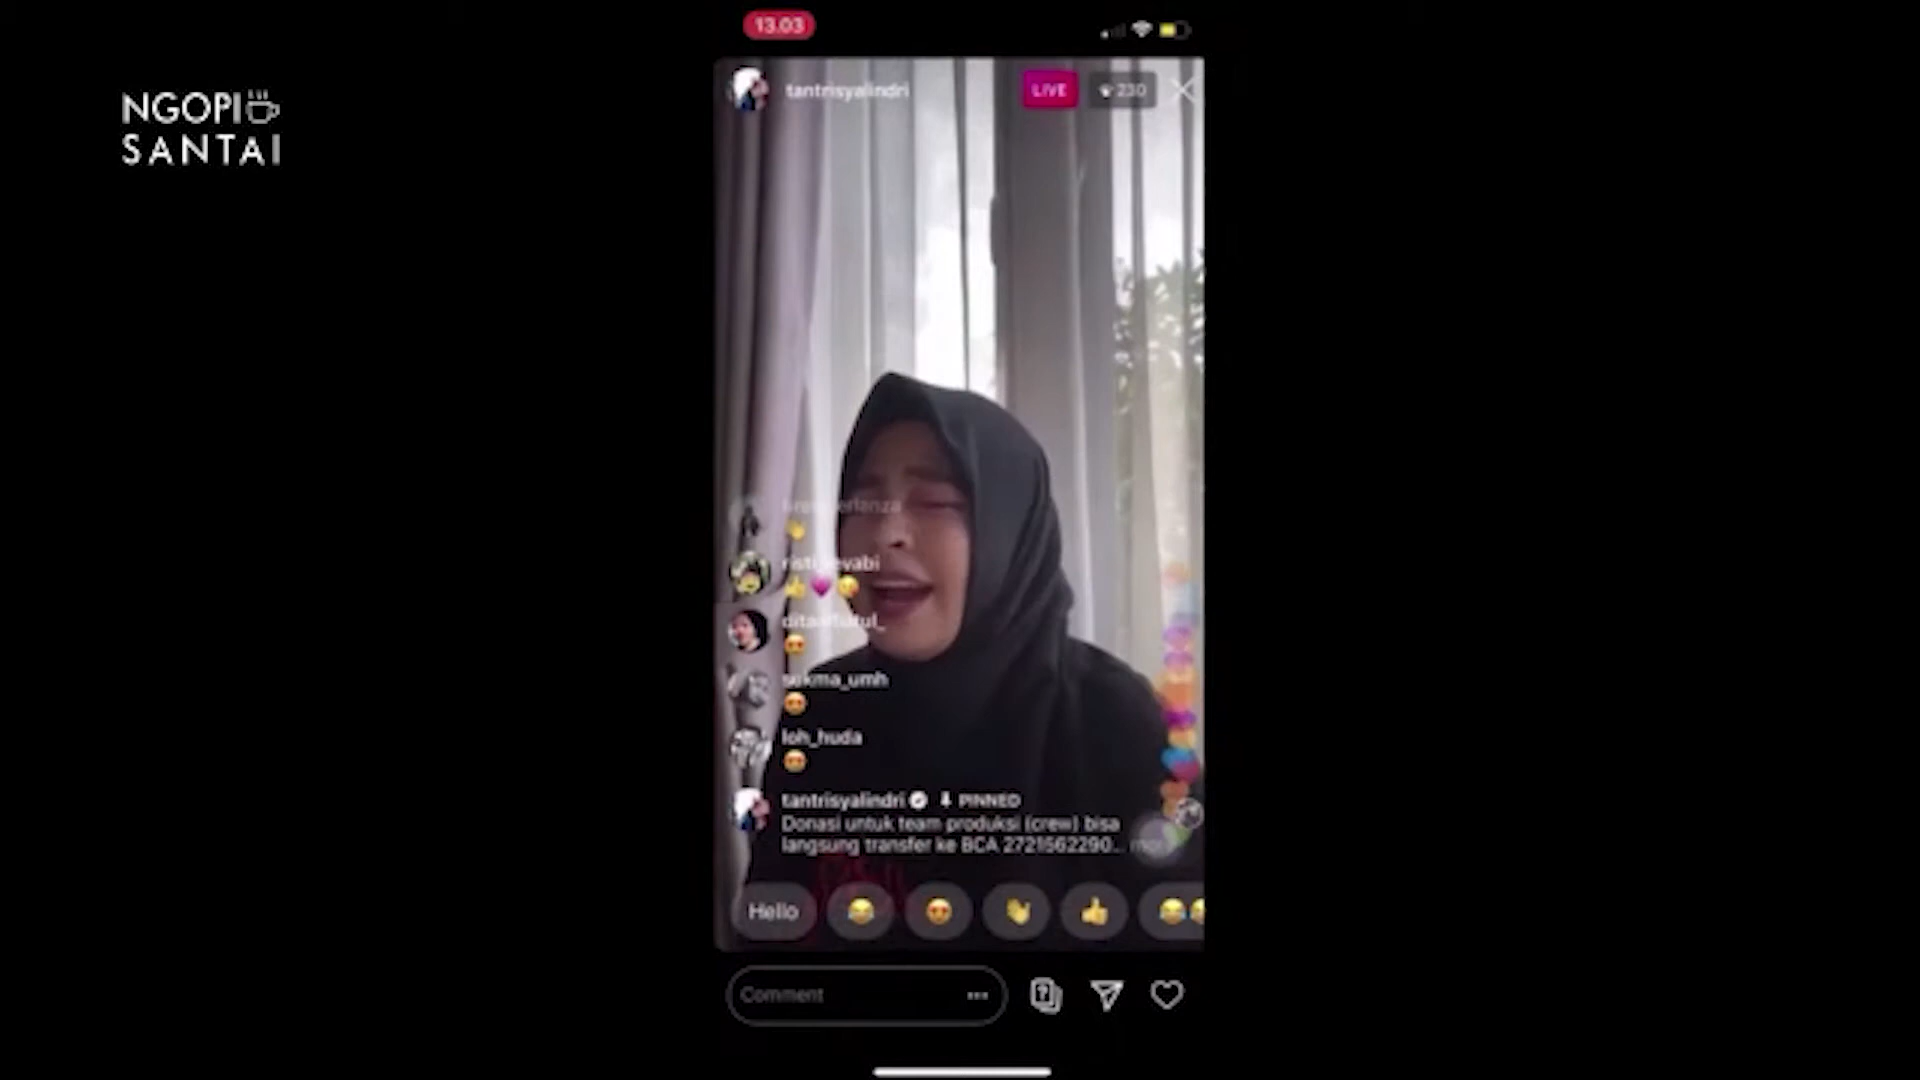 13.03
NGOPI
SANTAI
tantrisyalindri
LIVE
230
loh_huda
tantrisyalindri PINNED
Donasi untuk team produksi (crew) bisa
langsung transfer ke BCA 2721562290...
Hello
Comment